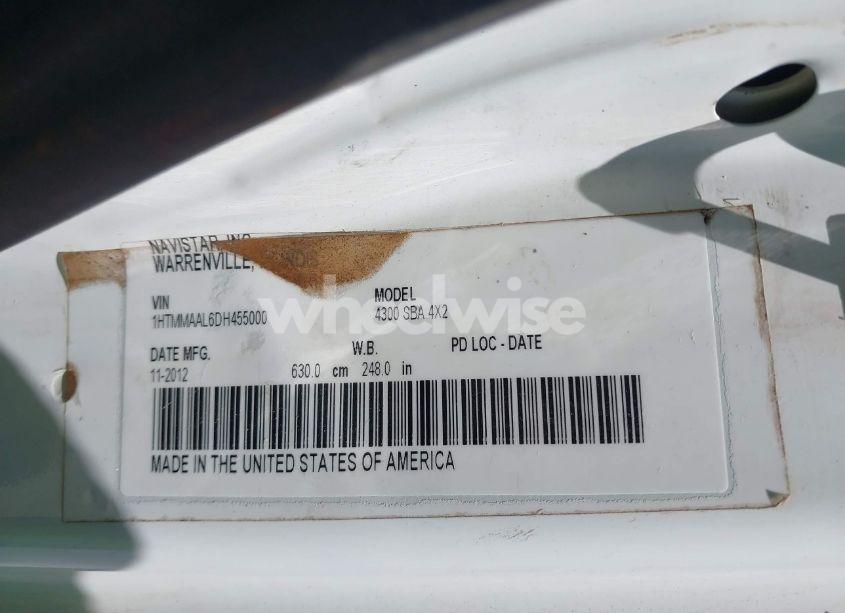 NAVISTAR, INC.
WARRENVILLE,
VIN MODEL
1HTMMAAL6DH455000 4300 SBA 4X2
DATE MFG. W.B. PD LOC - DATE
11-2012 630.0 cm 248.0 in
MADE IN THE UNITED STATES OF AMERICA
wheelwise